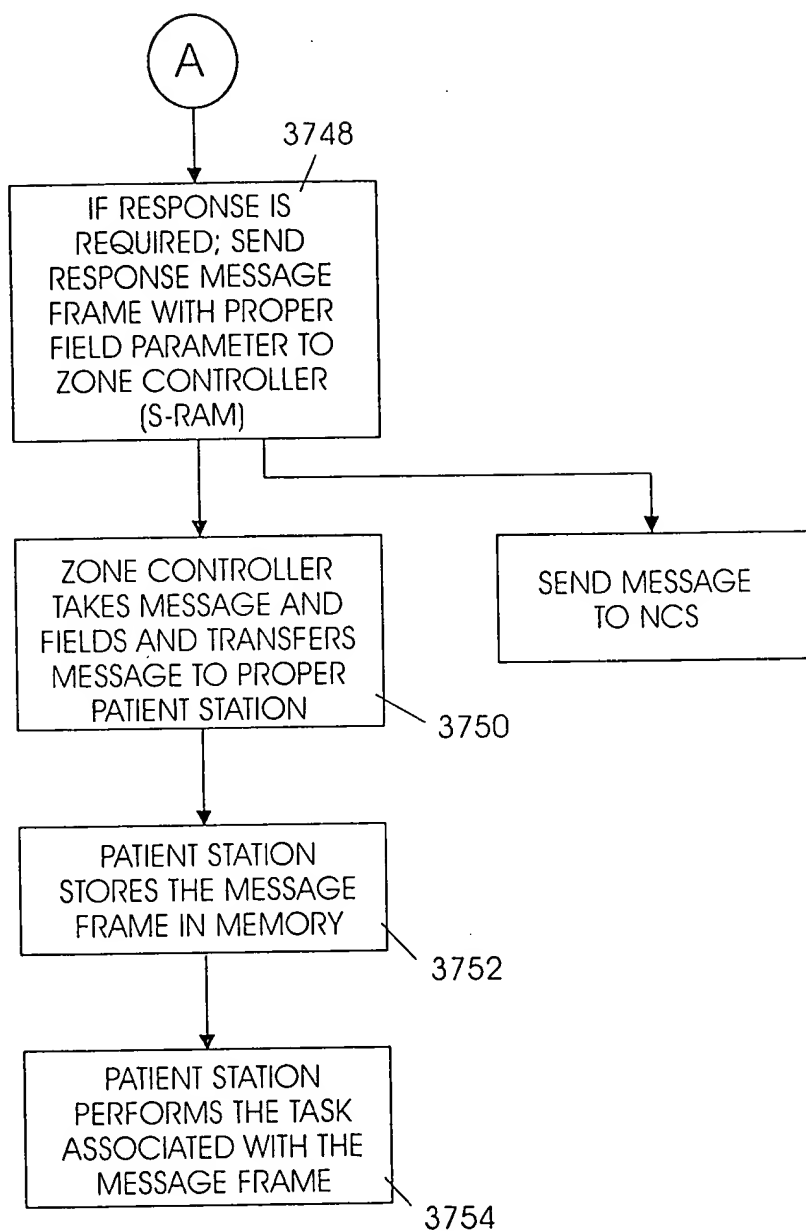 A
3748
IF RESPONSE IS
REQUIRED; SEND
RESPONSE MESSAGE
FRAME WITH PROPER
FIELD PARAMETER TO
ZONE CONTROLLER
(S-RAM)
ZONE CONTROLLER
TAKES MESSAGE AND
FIELDS AND TRANSFERS
MESSAGE TO PROPER
PATIENT STATION
3750
SEND MESSAGE
TO NCS
PATIENT STATION
STORES THE MESSAGE
FRAME IN MEMORY
3752
PATIENT STATION
PERFORMS THE TASK
ASSOCIATED WITH THE
MESSAGE FRAME
3754